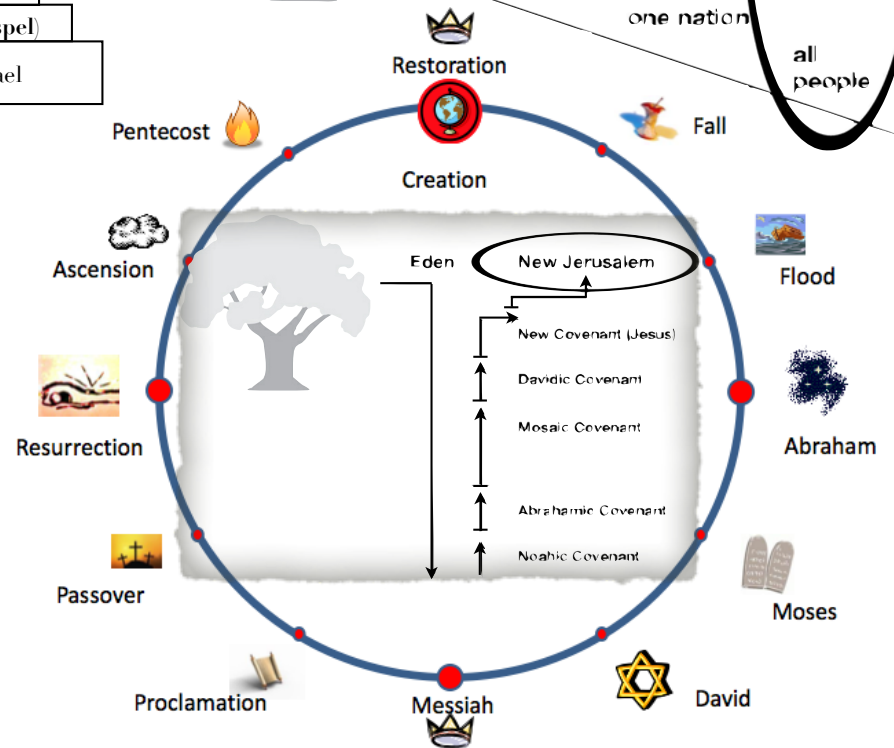 spel)
ael
one nation
all
people
Restoration
Pentecost
Fall
Creation
Ascension
Eden
New Jerusalem
Flood
New Covenant (Jesus)
Davidic Covenant
Mosaic Covenant
Resurrection
Abraham
Abrahamic Covenant
Noahic Covenant
Passover
Moses
Proclamation
Messiah
David